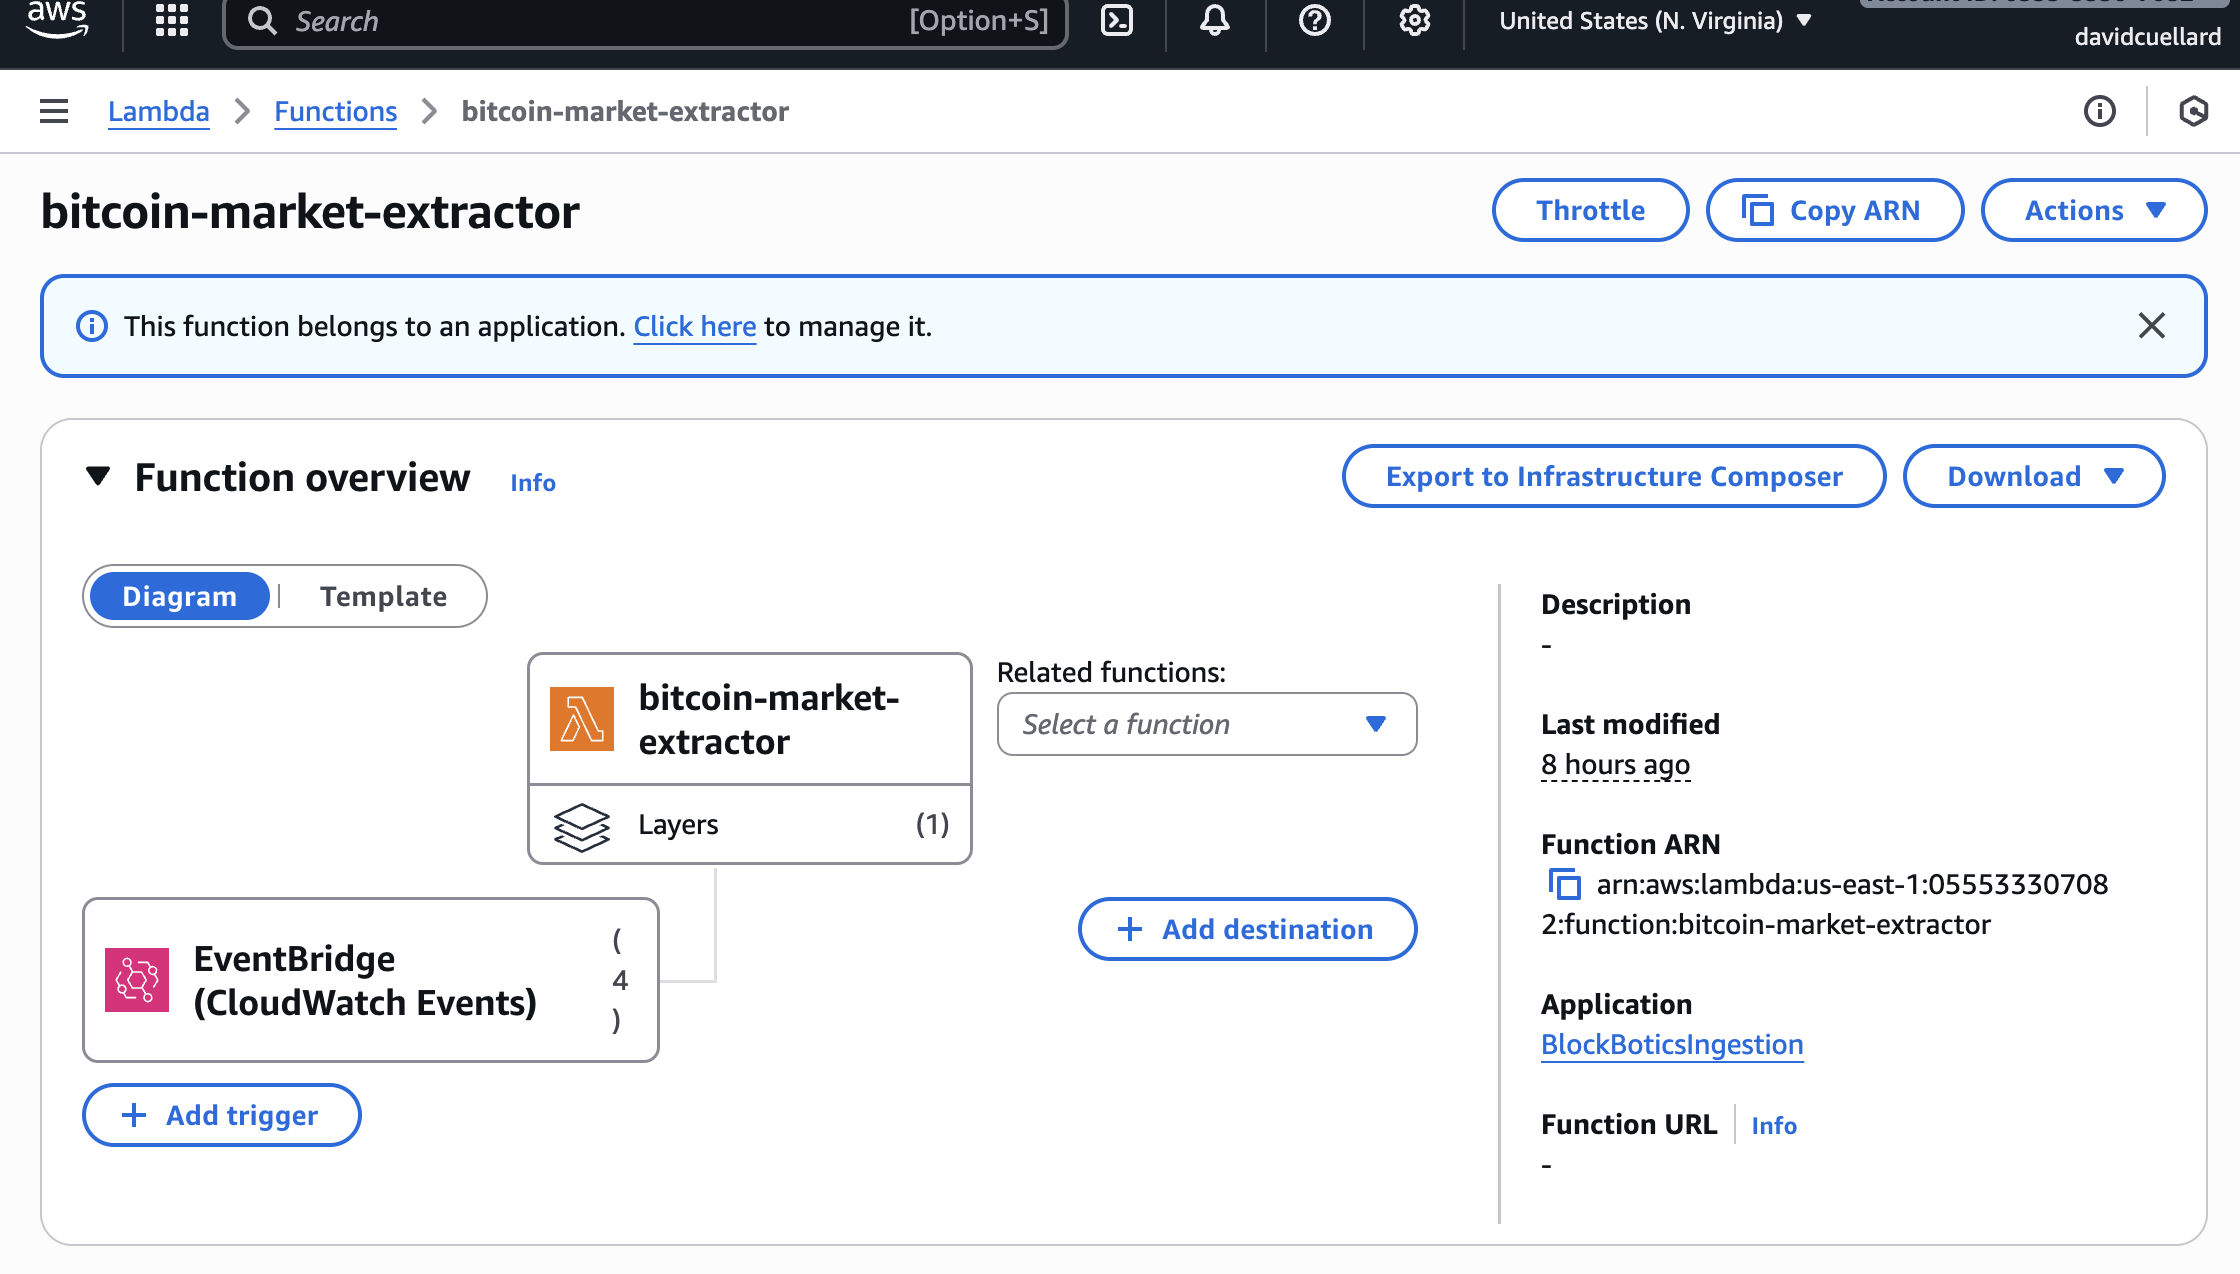 aws
Search
[Option+S]
United States (N. Virginia)
davidcuellard
Lambda
Functions
bitcoin-market-extractor
bitcoin-market-extractor
Throttle
Copy ARN
Actions
This function belongs to an application. Click here to manage it.
Function overview
Info
Export to Infrastructure Composer
Download
Diagram
Template
bitcoin-market-
extractor
Layers
(1)
Related functions:
Select a function
EventBridge
(CloudWatch Events)
(
4
)
Add destination
Add trigger
Description
-
Last modified
8 hours ago
Function ARN
arn:aws:lambda:us-east-1:05553330708
2:function:bitcoin-market-extractor
Application
BlockBoticsIngestion
Function URL
Info
-